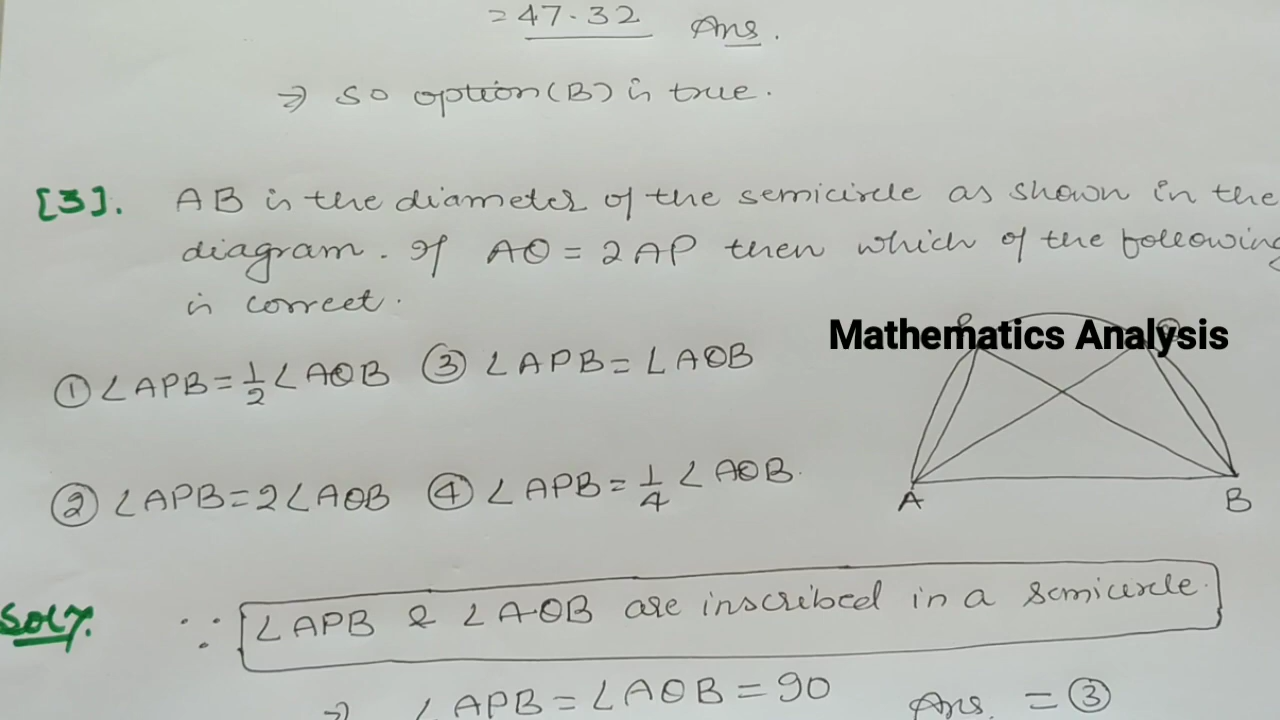 = 47.32 Ans.
⇒ so option (B) is true.
[3]. AB is the diameter of the semicircle as shown in the
diagram. If AQ = 2AP then which of the following
is correct.
Mathematics Analysis
① ∠APB = 1/2 ∠AQB ③ ∠APB = ∠AQB
② ∠APB = 2∠AQB ④ ∠APB = 1/4 ∠AQB.
A B
Soln. ∵ ∠APB & ∠AQB are inscribed in a semicircle.
⇒ ∠APB = ∠AQB = 90 Ans. = ③